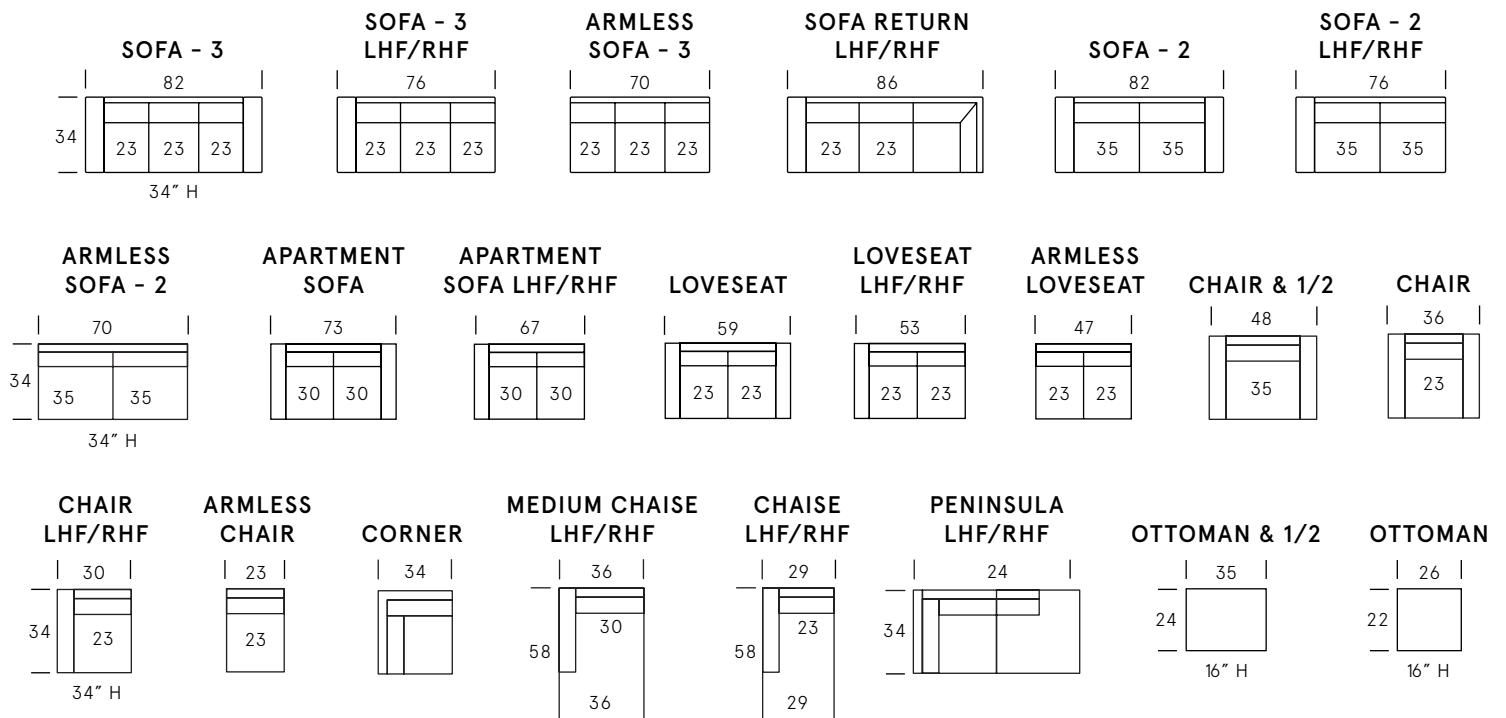 SOFA - 3
82
34
23 23 23
34″ H
SOFA - 3
LHF/RHF
76
23 23 23
ARMLESS
SOFA - 3
70
23 23 23
SOFA RETURN
LHF/RHF
86
23 23
SOFA - 2
82
35 35
SOFA - 2
LHF/RHF
76
35 35
ARMLESS
SOFA - 2
70
34
35 35
34″ H
APARTMENT
SOFA
73
30 30
APARTMENT
SOFA LHF/RHF
67
30 30
LOVESEAT
59
23 23
LOVESEAT
LHF/RHF
53
23 23
ARMLESS
LOVESEAT
47
23 23
CHAIR & 1/2
48
35
CHAIR
36
23
CHAIR
LHF/RHF
30
34
23
34″ H
ARMLESS
CHAIR
23
23
CORNER
34
MEDIUM CHAISE
LHF/RHF
36
30
58
36
CHAISE
LHF/RHF
29
23
58
29
PENINSULA
LHF/RHF
24
34
OTTOMAN & 1/2
35
24
16″ H
OTTOMAN
26
22
16″ H